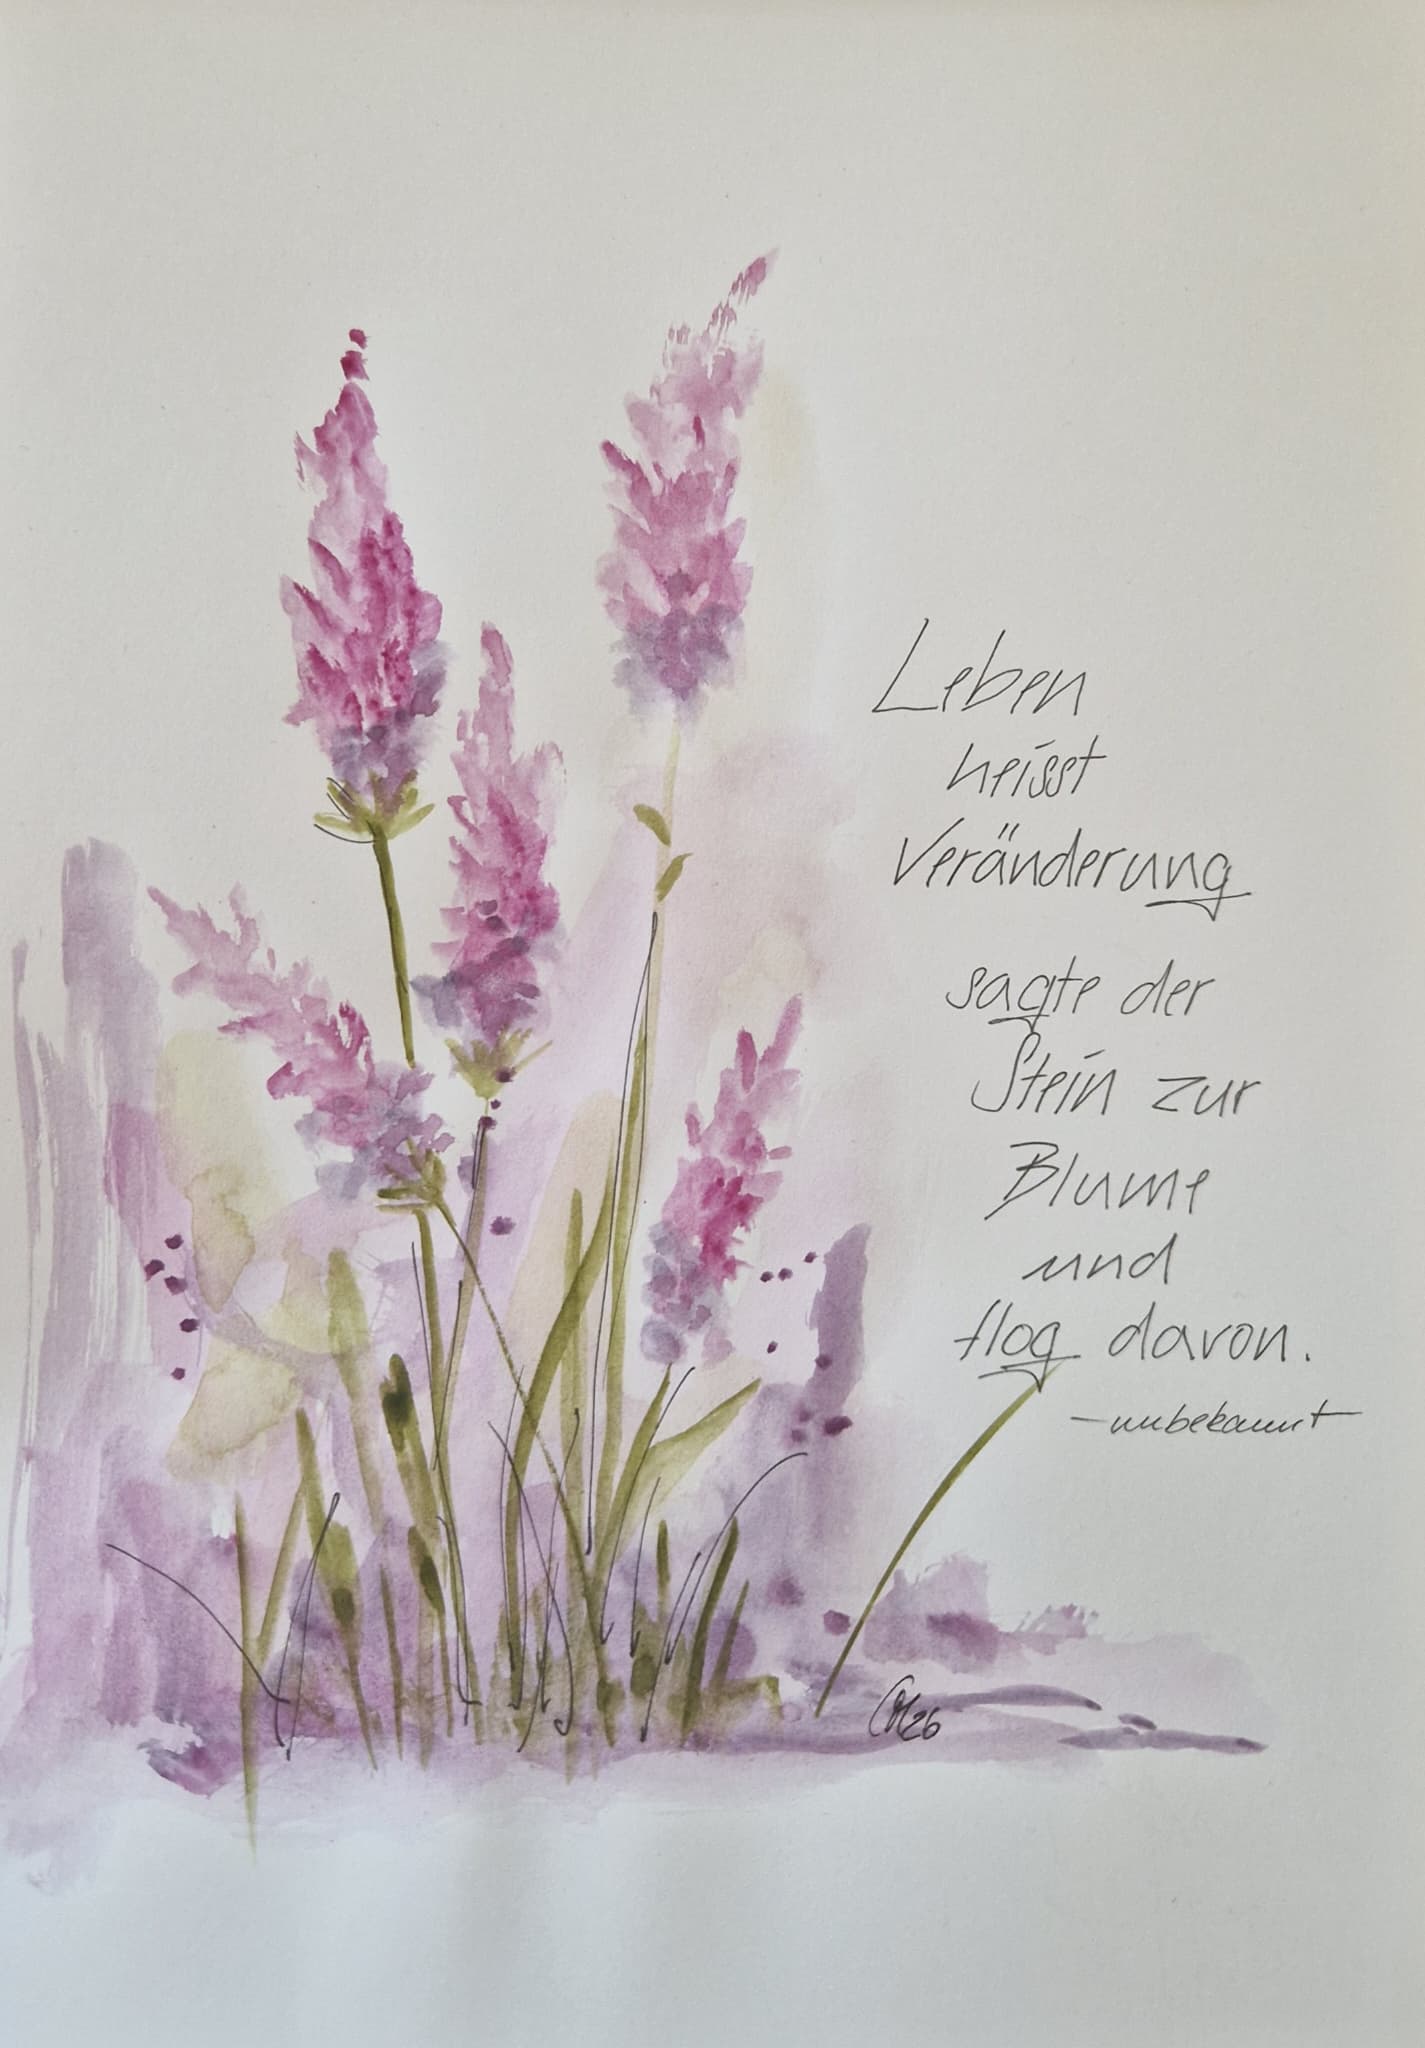 Leben
heisst
Veränderung
sagte der
Stein zur
Blume
und
flog davon.
- unbekannt